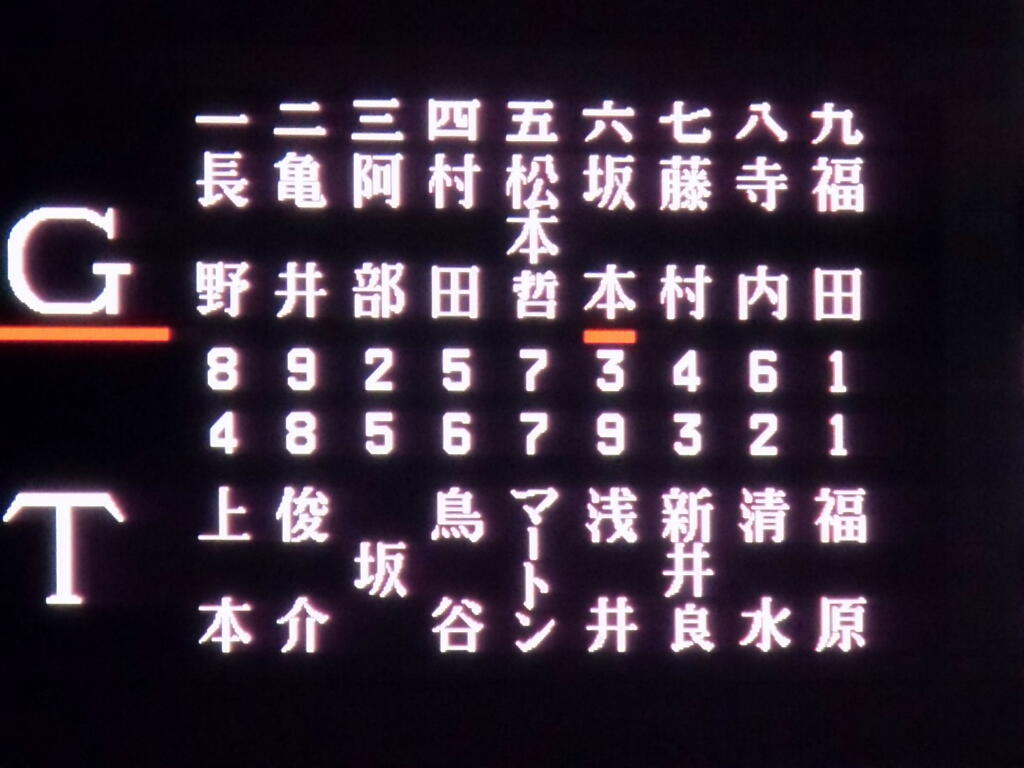 一 二 三 四 五 六 七 八 九
G
長野 亀井 阿部 村田 松本哲 坂本 藤村 寺内 福田
8 9 2 5 7 3 4 6 1
4 8 5 6 7 9 3 2 1
T
上本 俊介 坂 鳥谷 マートン 浅井 新井良 清水 福原